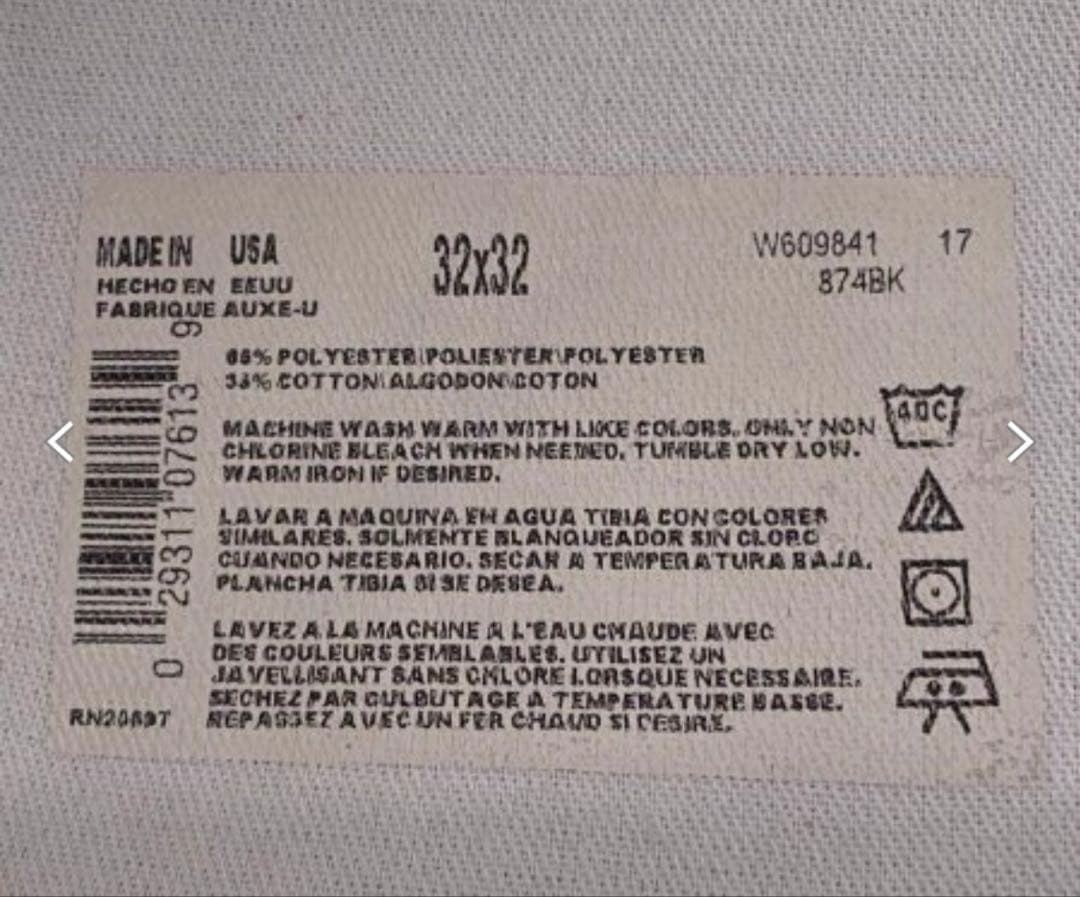 MADE IN USA
HECHO EN EEUU
FABRIQUE AUX E-U
32x32
W609841 17
874BK
65% POLYESTER\POLIESTER\POLYESTER
35% COTTON\ALGODON\COTON
MACHINE WASH WARM WITH LIKE COLORS. ONLY NON
CHLORINE BLEACH WHEN NEEDED. TUMBLE DRY LOW.
WARM IRON IF DESIRED.
LAVAR A MAQUINA EN AGUA TIBIA CON COLORES
SIMILARES. SOLMENTE BLANQUEADOR SIN CLORO
CUANDO NECESARIO. SECAR A TEMPERATURA BAJA.
PLANCHA TIBIA SI SE DESEA.
LAVEZ A LA MACHINE A L'EAU CHAUDE AVEC
DES COULEURS SEMBLABLES. UTILISEZ UN
JAVELLISANT SANS CHLORE LORSQUE NECESSAIRE.
SECHEZ PAR CULBUTAGE A TEMPERATURE BASSE.
REPASSEZ AVEC UN FER CHAUD SI DESIRE.
40C
0 29311 07613 9
RN20697